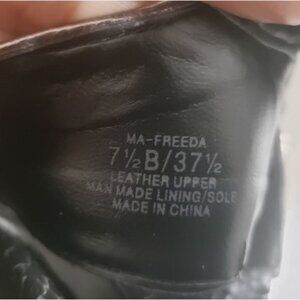 MA-FREEDA
7½B/37½
LEATHER UPPER
MAN MADE LINING/SOLE
MADE IN CHINA